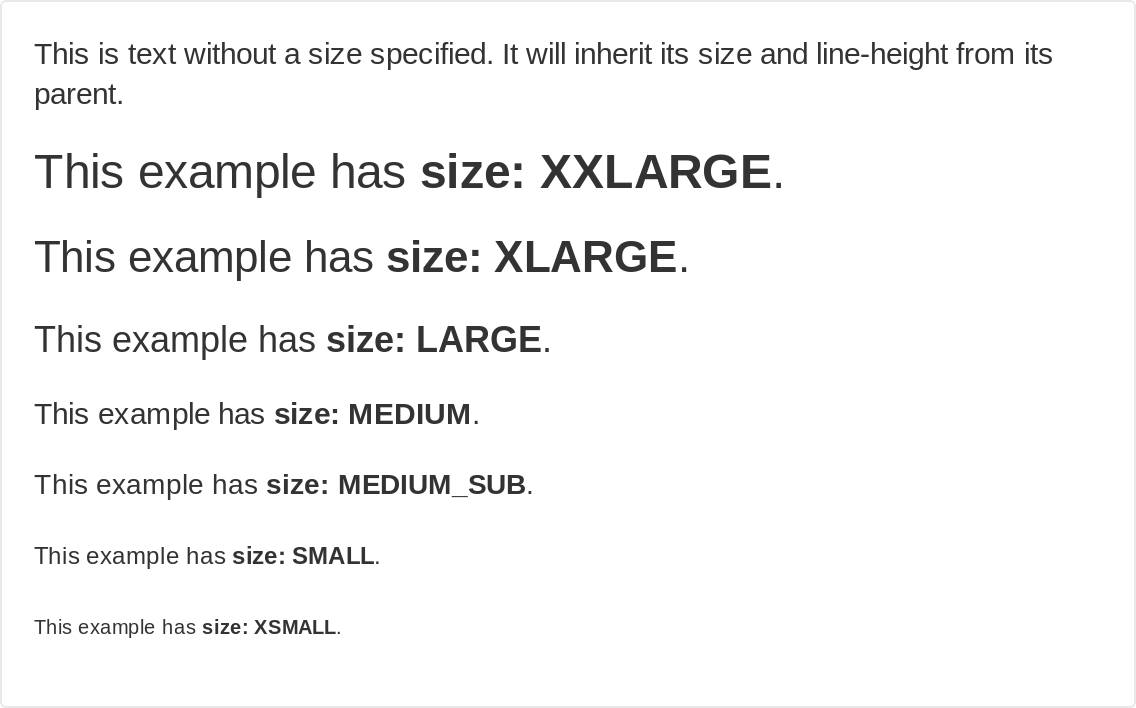 This is text without a size specified. It will inherit its size and line-height from its
parent.
This example has size: XXLARGE.
This example has size: XLARGE.
This example has size: LARGE.
This example has size: MEDIUM.
This example has size: MEDIUM_SUB.
This example has size: SMALL.
This example has size: XSMALL.